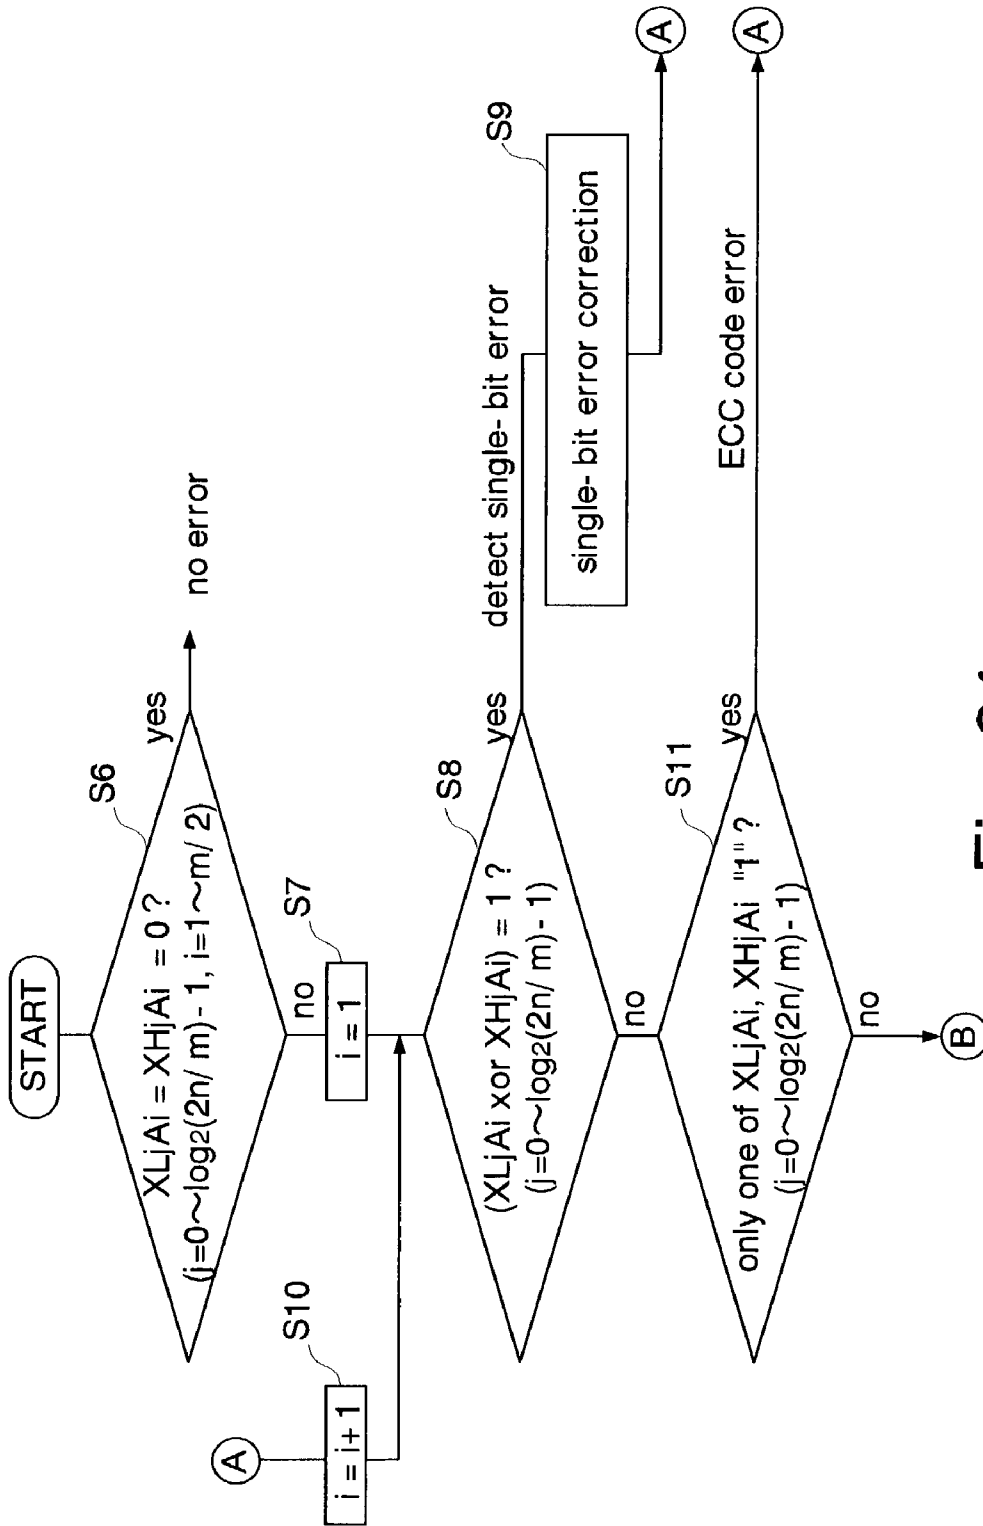 START
S6
XLjAi = XHjAi = 0 ?
(j=0～log2(2n/ m)- 1, i=1～m/ 2)
yes
no error
no
S7
i = 1
A
S10
i = i+ 1
S8
(XLjAi xor XHjAi) = 1 ?
(j=0～log2(2n/ m)- 1)
yes
detect single- bit error
S9
single- bit error correction
A
no
S11
only one of XLjAi, XHjAi "1" ?
(j=0～log2(2n/ m)- 1)
yes
ECC code error
A
no
B